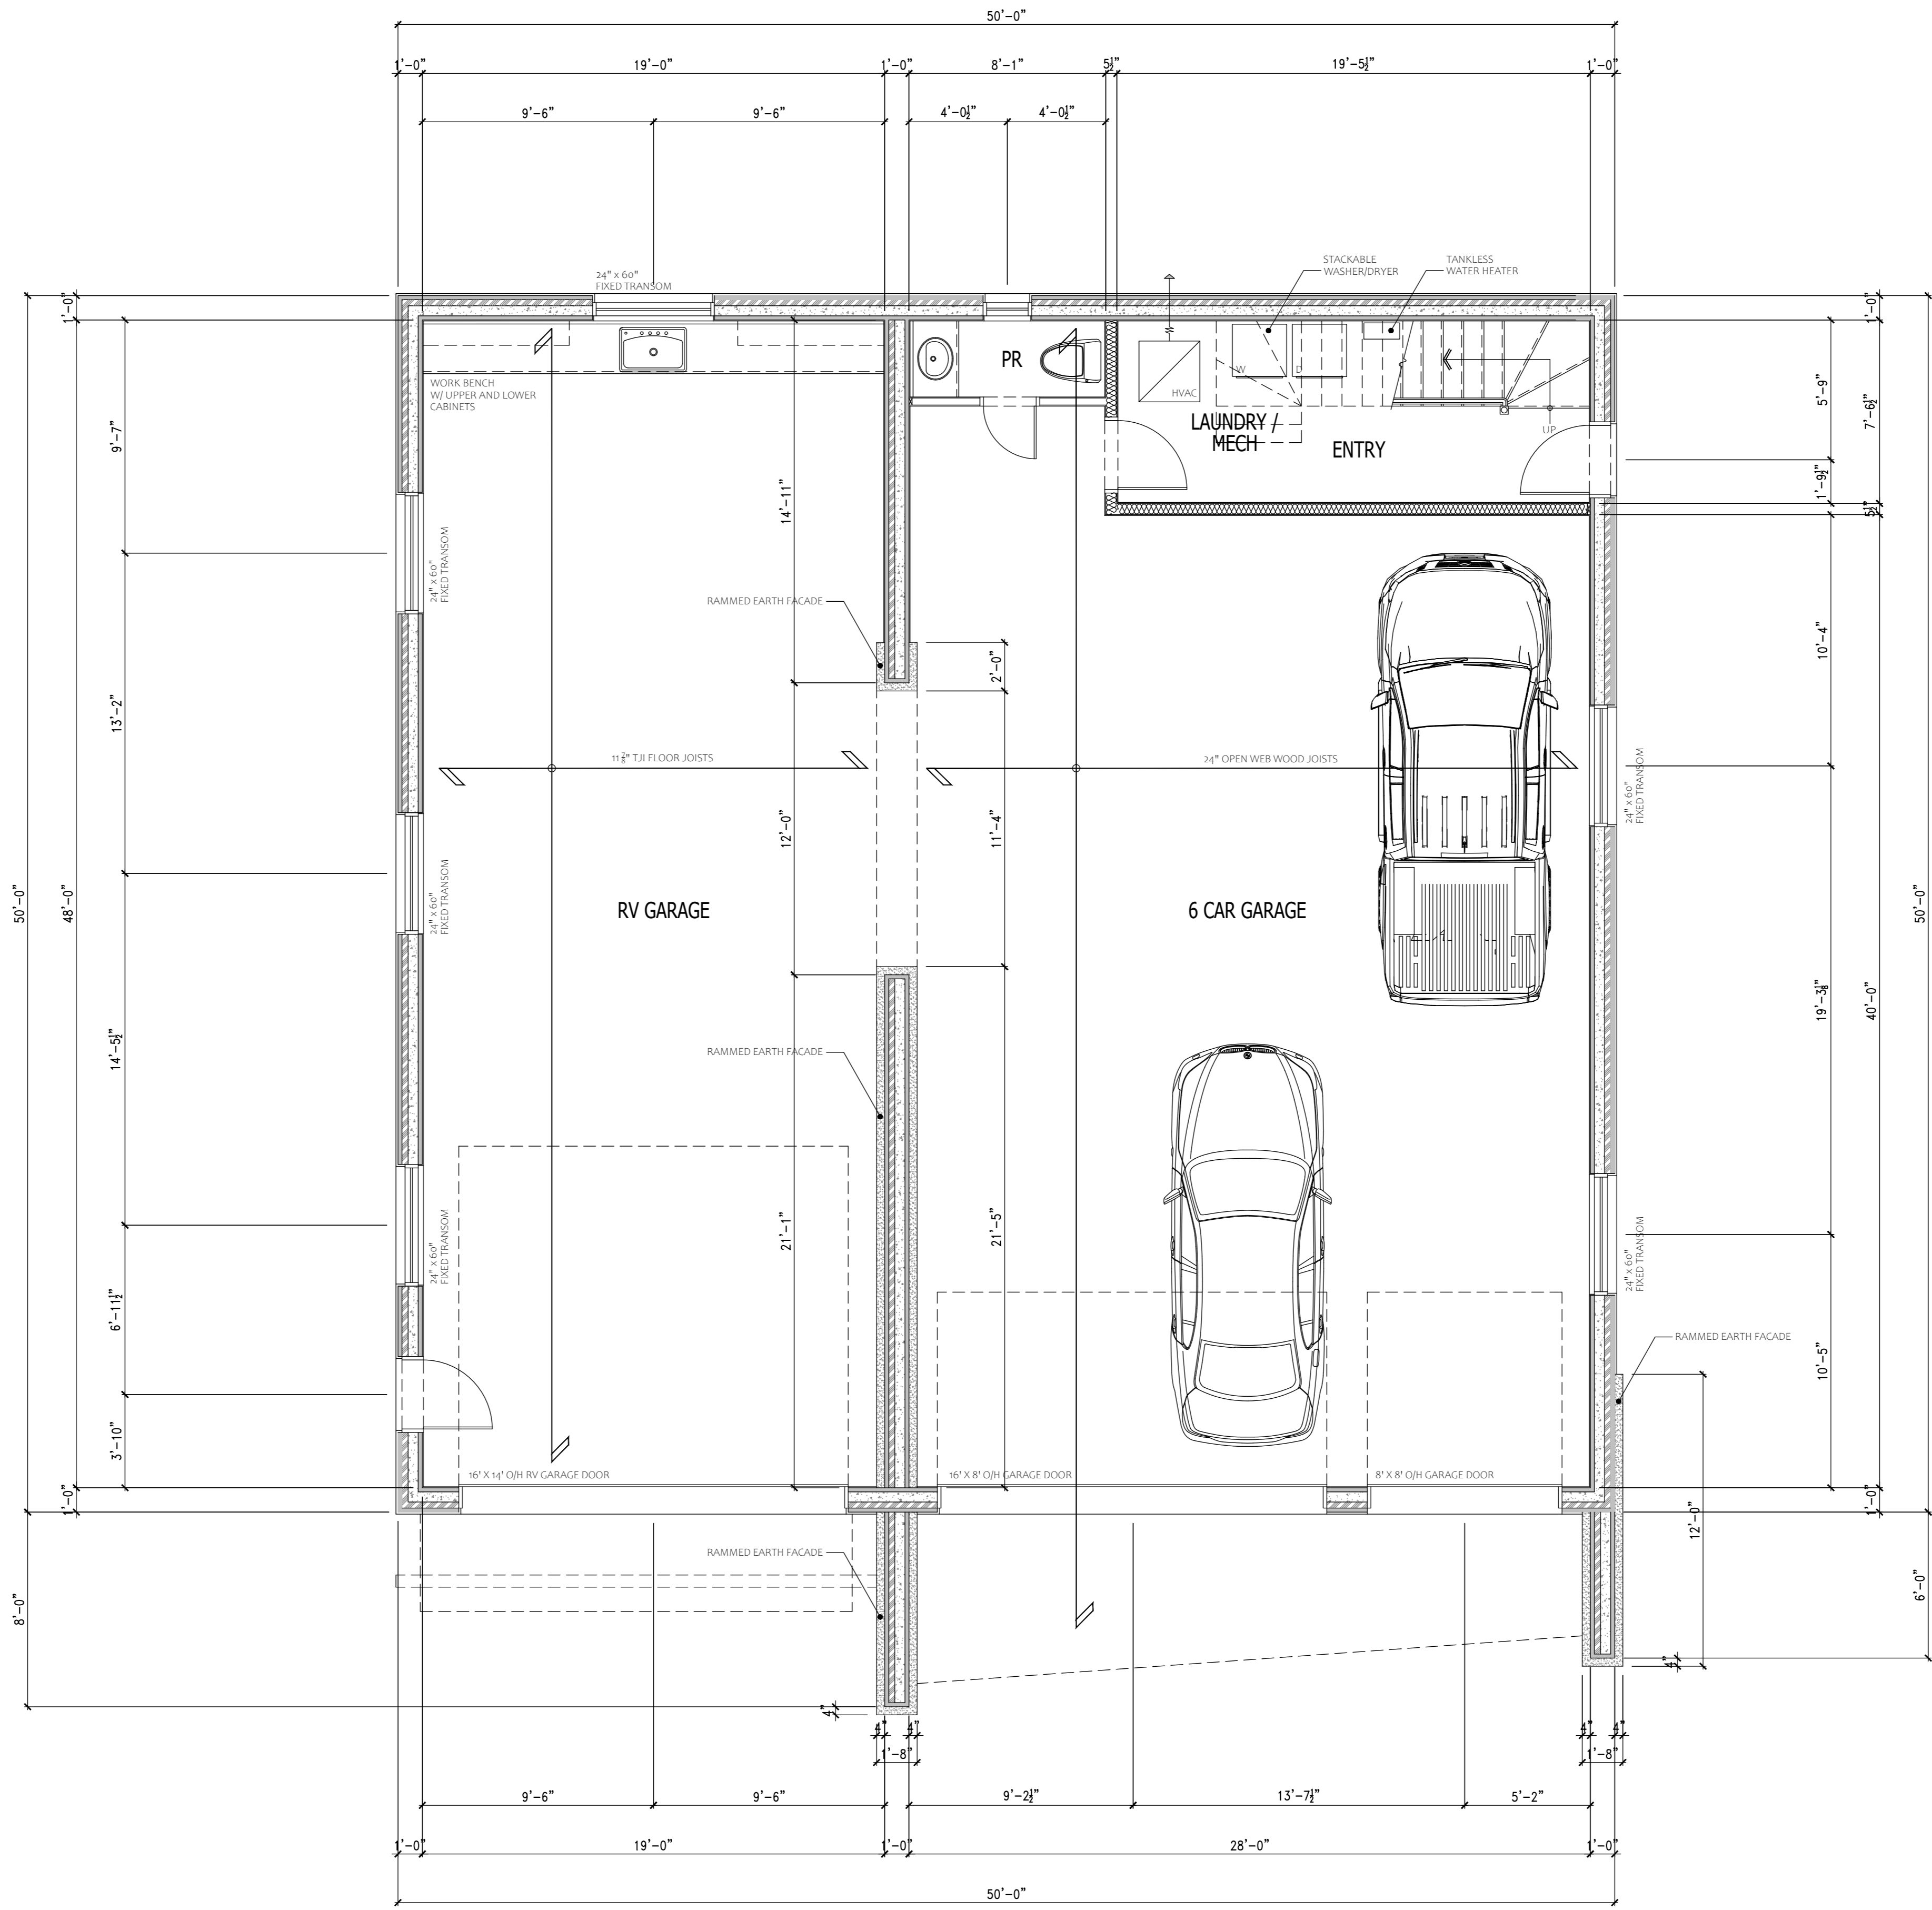 50'-0"
1'-0" 19'-0" 1'-0" 8'-1" 5½" 19'-5½" 1'-0"
9'-6" 9'-6" 4'-0½" 4'-0½"
24" x 60"
FIXED TRANSOM
STACKABLE
WASHER/DRYER
TANKLESS
WATER HEATER
1'-0"
1'-0"
PR
W D
HVAC
WORK BENCH
W/ UPPER AND LOWER
CABINETS
LAUNDRY /
MECH
ENTRY
UP
5'-9"
7'-6½"
1'-9½"
5½"
9'-7"
14'-11"
24" x 60"
FIXED TRANSOM
RAMMED EARTH FACADE
2'-0"
10'-4"
13'-2"
11⅞" TJI FLOOR JOISTS
24" OPEN WEB WOOD JOISTS
24" x 60"
FIXED TRANSOM
12'-0"
11'-4"
50'-0"
48'-0"
24" x 60"
FIXED TRANSOM
RV GARAGE
6 CAR GARAGE
50'-0"
40'-0"
19'-3⅛"
14'-5½"
RAMMED EARTH FACADE
21'-1"
21'-5"
24" x 60"
FIXED TRANSOM
24" x 60"
FIXED TRANSOM
6'-11½"
RAMMED EARTH FACADE
10'-5"
3'-10"
16' X 14' O/H RV GARAGE DOOR
16' X 8' O/H GARAGE DOOR
8' X 8' O/H GARAGE DOOR
1'-0"
1'-0"
12'-0"
RAMMED EARTH FACADE
8'-0"
6'-0"
4"
4"
4" 4"
1'-8"
4" 4"
1'-8"
9'-6" 9'-6" 9'-2½" 13'-7½" 5'-2"
1'-0" 19'-0" 1'-0" 28'-0" 1'-0"
50'-0"